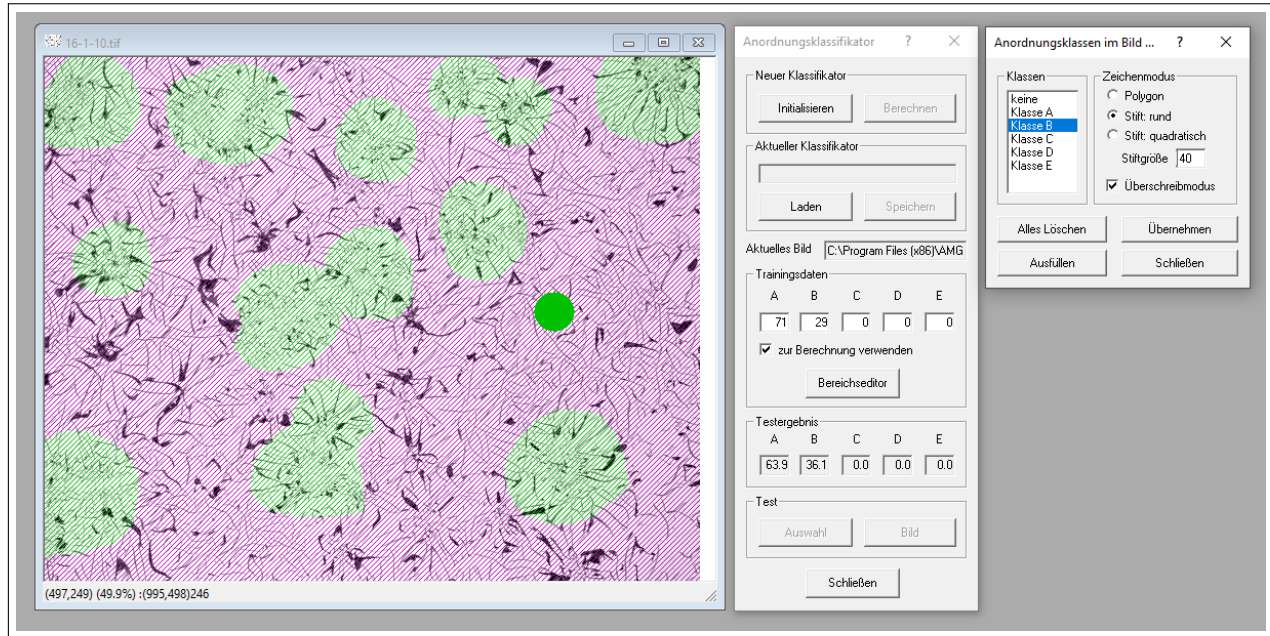 16-1-10.tif
(497,249) (49.9%) :(995,498)246
Anordnungsklassifikator ?
Neuer Klassifikator
Initialisieren Berechnen
Aktueller Klassifikator
Laden Speichern
Aktuelles Bild C:\Program Files (x86)\AMG
Trainingsdaten
A B C D E
71 29 0 0 0
zur Berechnung verwenden
Bereichseditor
Testergebnis
A B C D E
63.9 36.1 0.0 0.0 0.0
Test
Auswahl Bild
Schließen
Anordnungsklassen im Bild ... ?
Klassen
keine
Klasse A
Klasse B
Klasse C
Klasse D
Klasse E
Zeichenmodus
Polygon
Stift: rund
Stift: quadratisch
Stiftgröße 40
Überschreibmodus
Alles Löschen Übernehmen
Ausfüllen Schließen